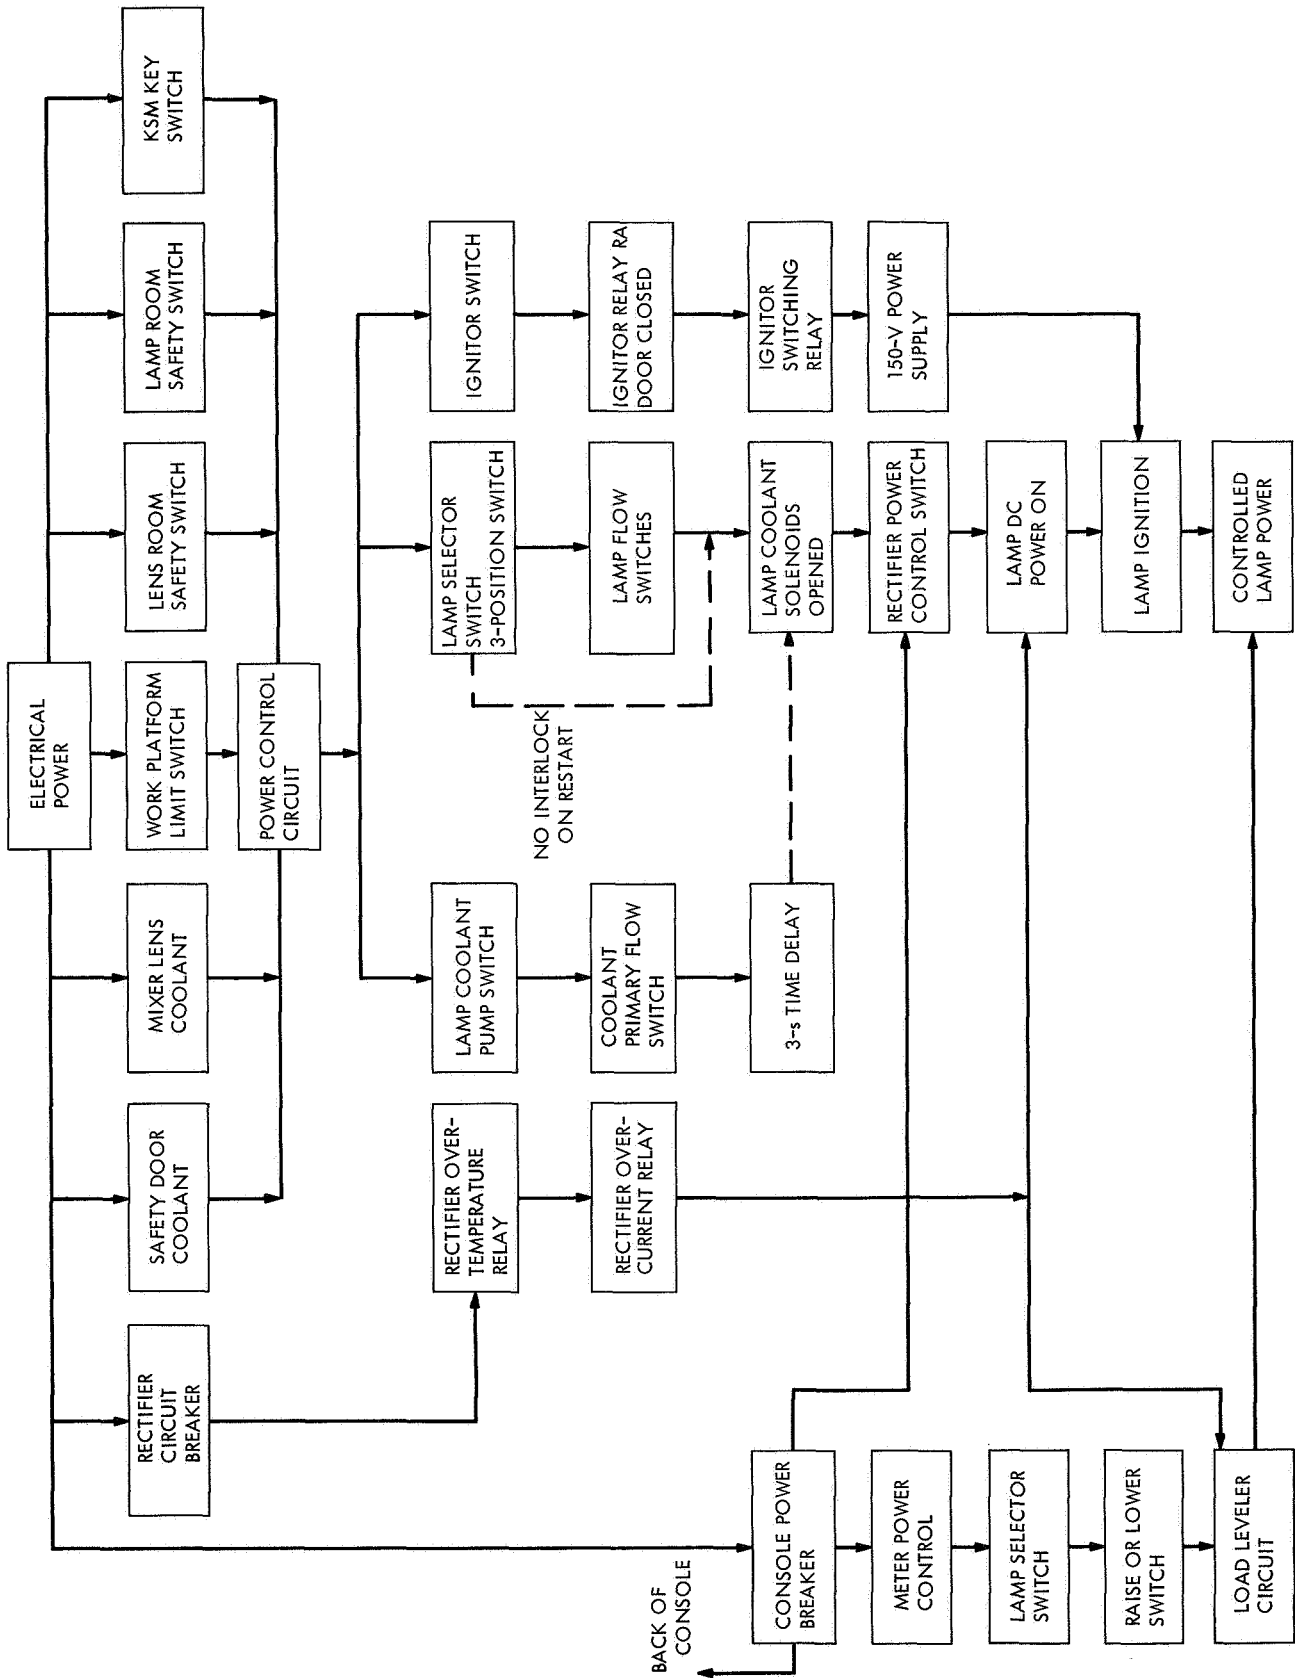 ELECTRICAL
POWER
RECTIFIER
CIRCUIT
BREAKER
SAFETY DOOR
COOLANT
MIXER LENS
COOLANT
WORK PLATFORM
LIMIT SWITCH
LENS ROOM
SAFETY SWITCH
LAMP ROOM
SAFETY SWITCH
KSM KEY
SWITCH
POWER CONTROL
CIRCUIT
RECTIFIER OVER-
TEMPERATURE
RELAY
LAMP COOLANT
PUMP SWITCH
LAMP SELECTOR
SWITCH
3-POSITION SWITCH
IGNITOR SWITCH
NO INTERLOCK
ON RESTART
RECTIFIER OVER-
CURRENT RELAY
COOLANT
PRIMARY FLOW
SWITCH
LAMP FLOW
SWITCHES
IGNITOR RELAY RA
DOOR CLOSED
BACK OF
CONSOLE
CONSOLE POWER
BREAKER
3-s TIME DELAY
LAMP COOLANT
SOLENOIDS
OPENED
IGNITOR
SWITCHING
RELAY
METER POWER
CONTROL
RECTIFIER POWER
CONTROL SWITCH
150-V POWER
SUPPLY
LAMP SELECTOR
SWITCH
LAMP DC
POWER ON
RAISE OR LOWER
SWITCH
LAMP IGNITION
LOAD LEVELER
CIRCUIT
CONTROLLED
LAMP POWER